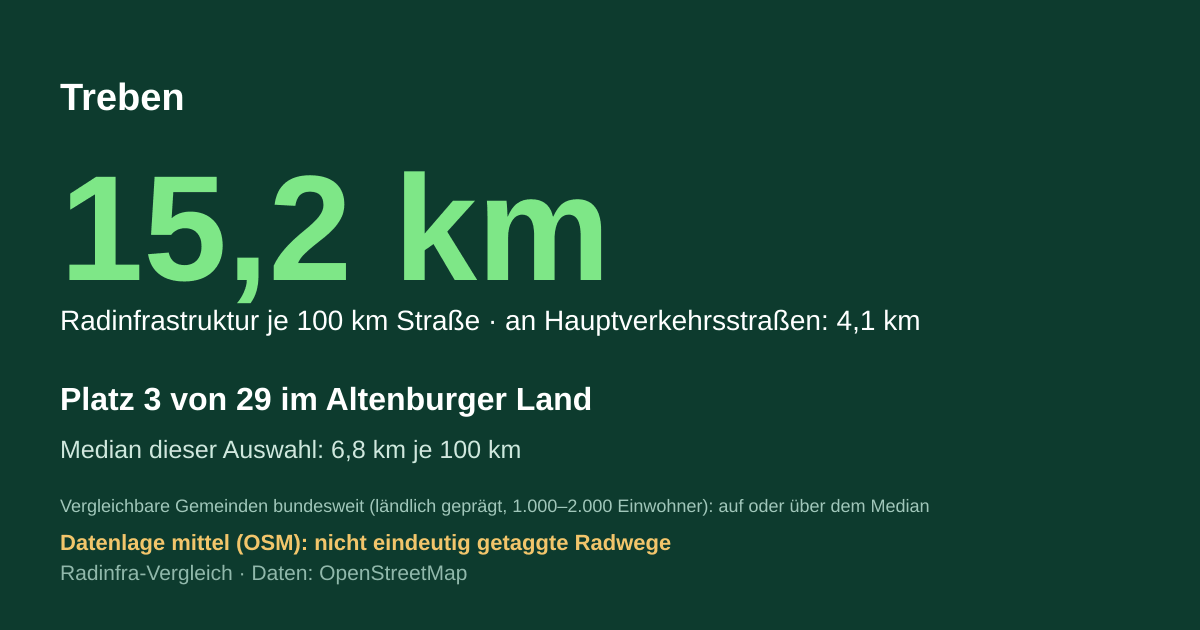 Treben
15,2 km
Radinfrastruktur je 100 km Straße · an Hauptverkehrsstraßen: 4,1 km
Platz 3 von 29 im Altenburger Land
Median dieser Auswahl: 6,8 km je 100 km
Vergleichbare Gemeinden bundesweit (ländlich geprägt, 1.000–2.000 Einwohner): auf oder über dem Median
Datenlage mittel (OSM): nicht eindeutig getaggte Radwege
Radinfra-Vergleich · Daten: OpenStreetMap